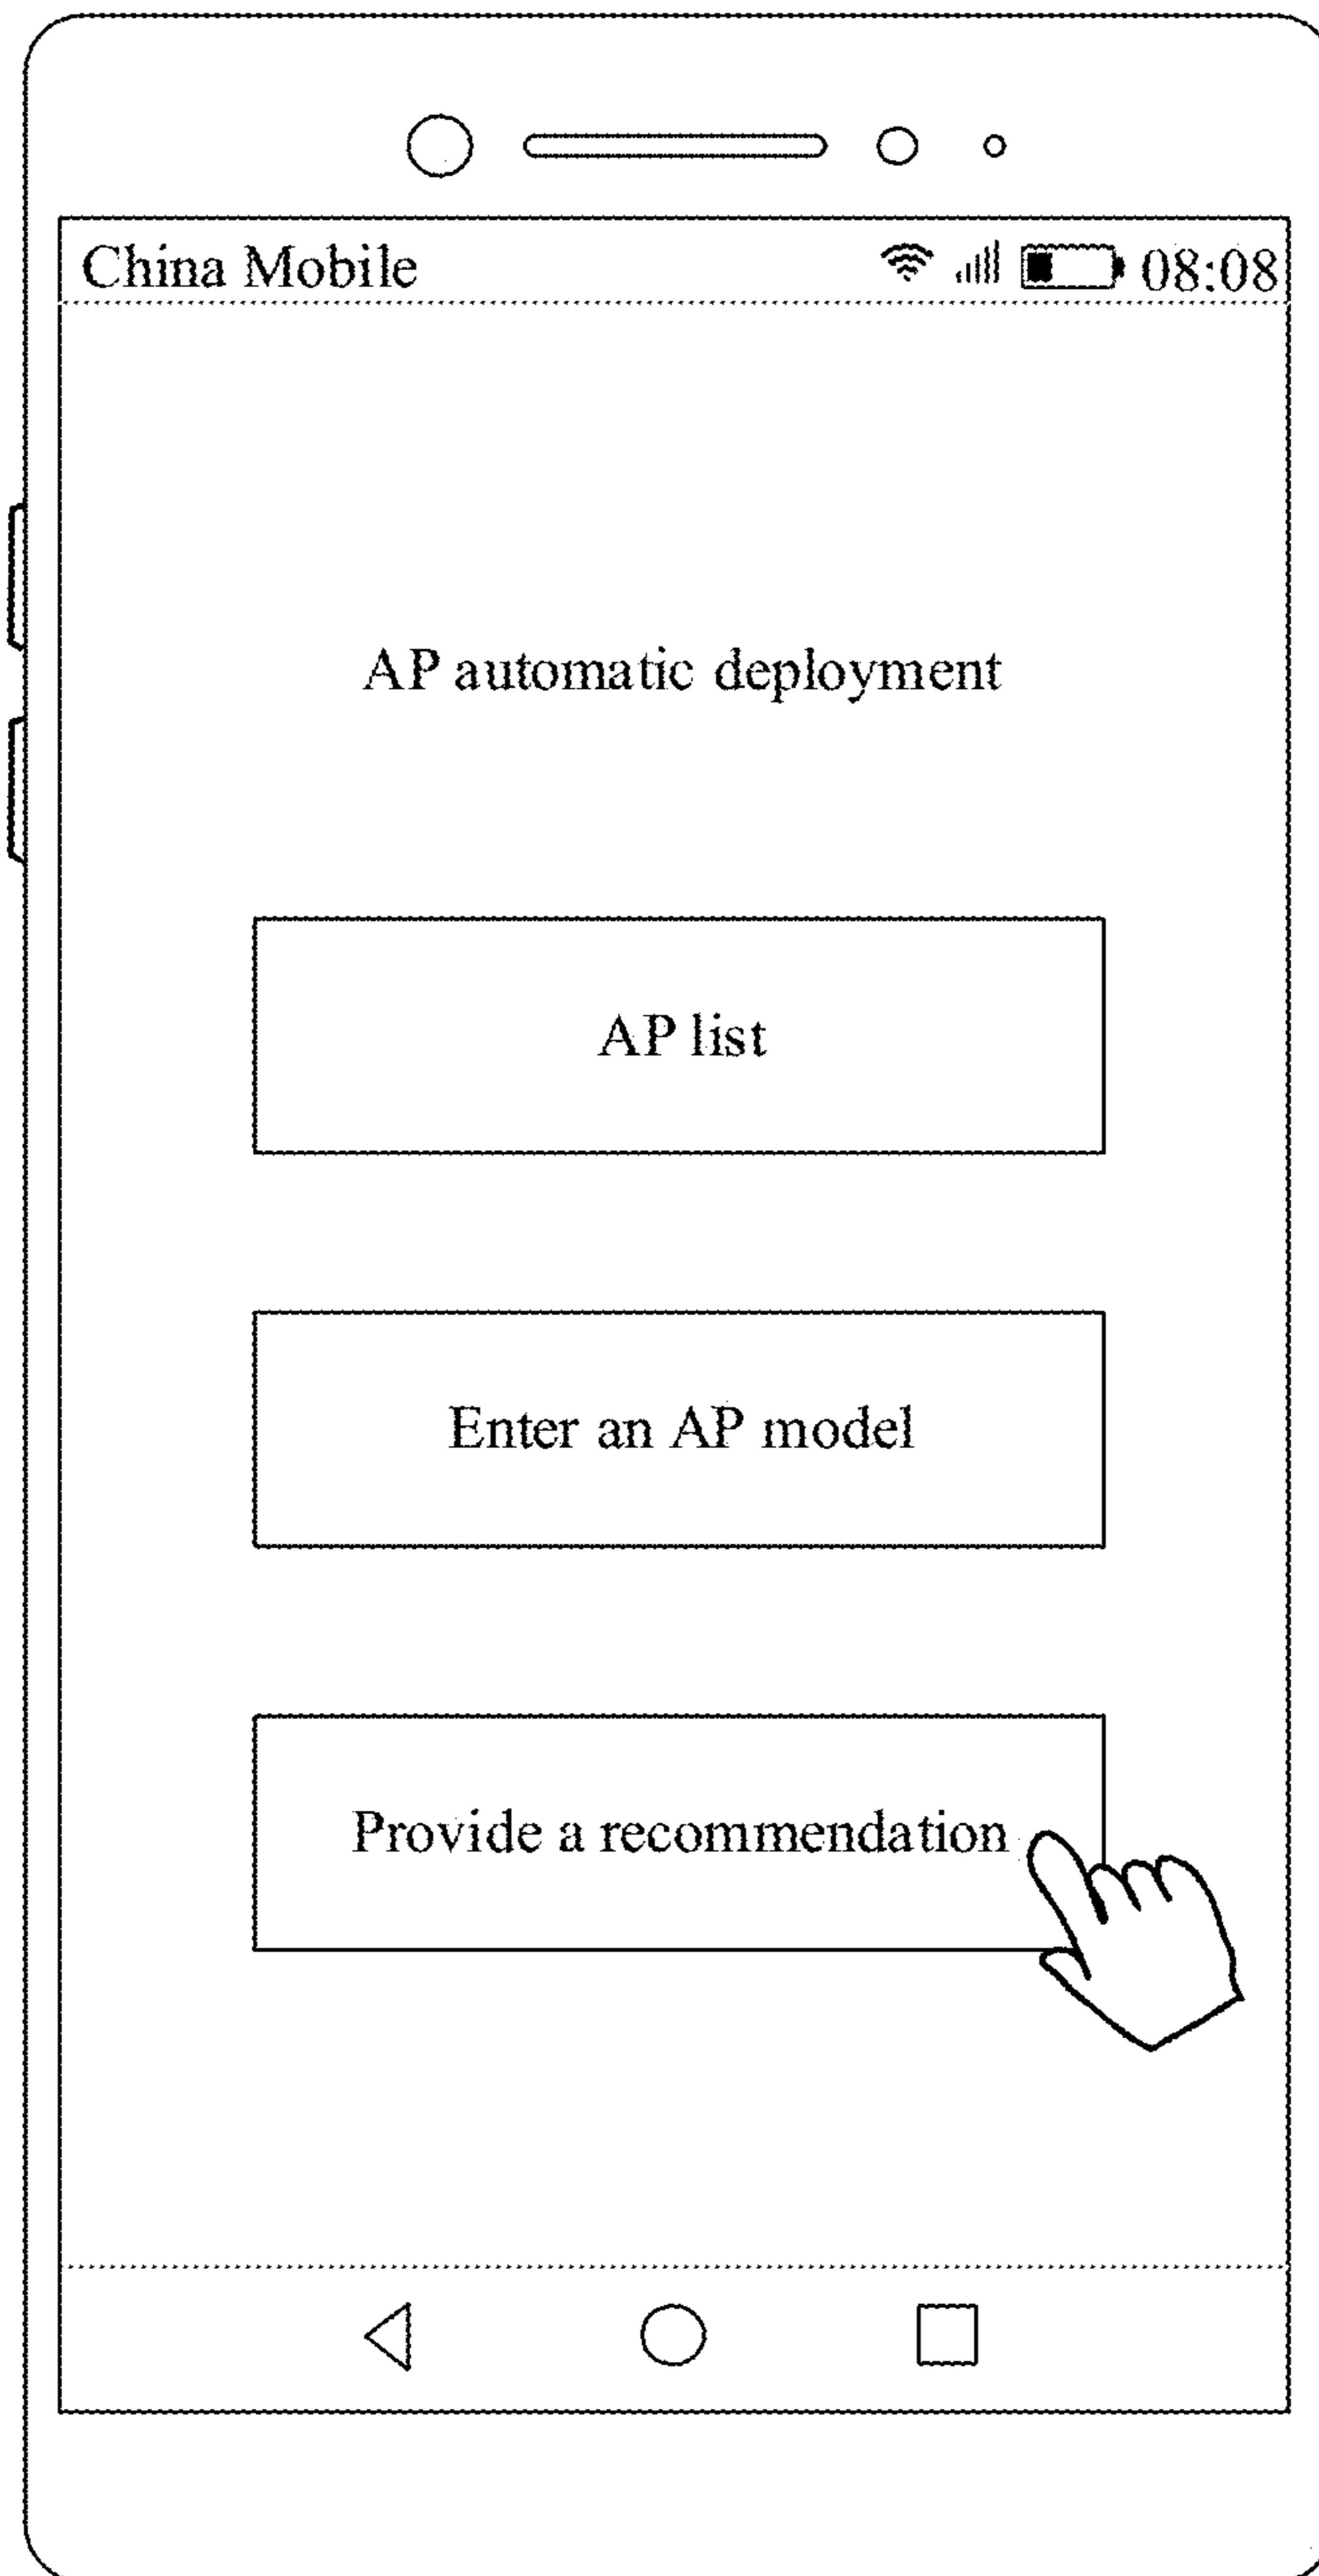 China Mobile 08:08
AP automatic deployment
AP list
Enter an AP model
Provide a recommendation